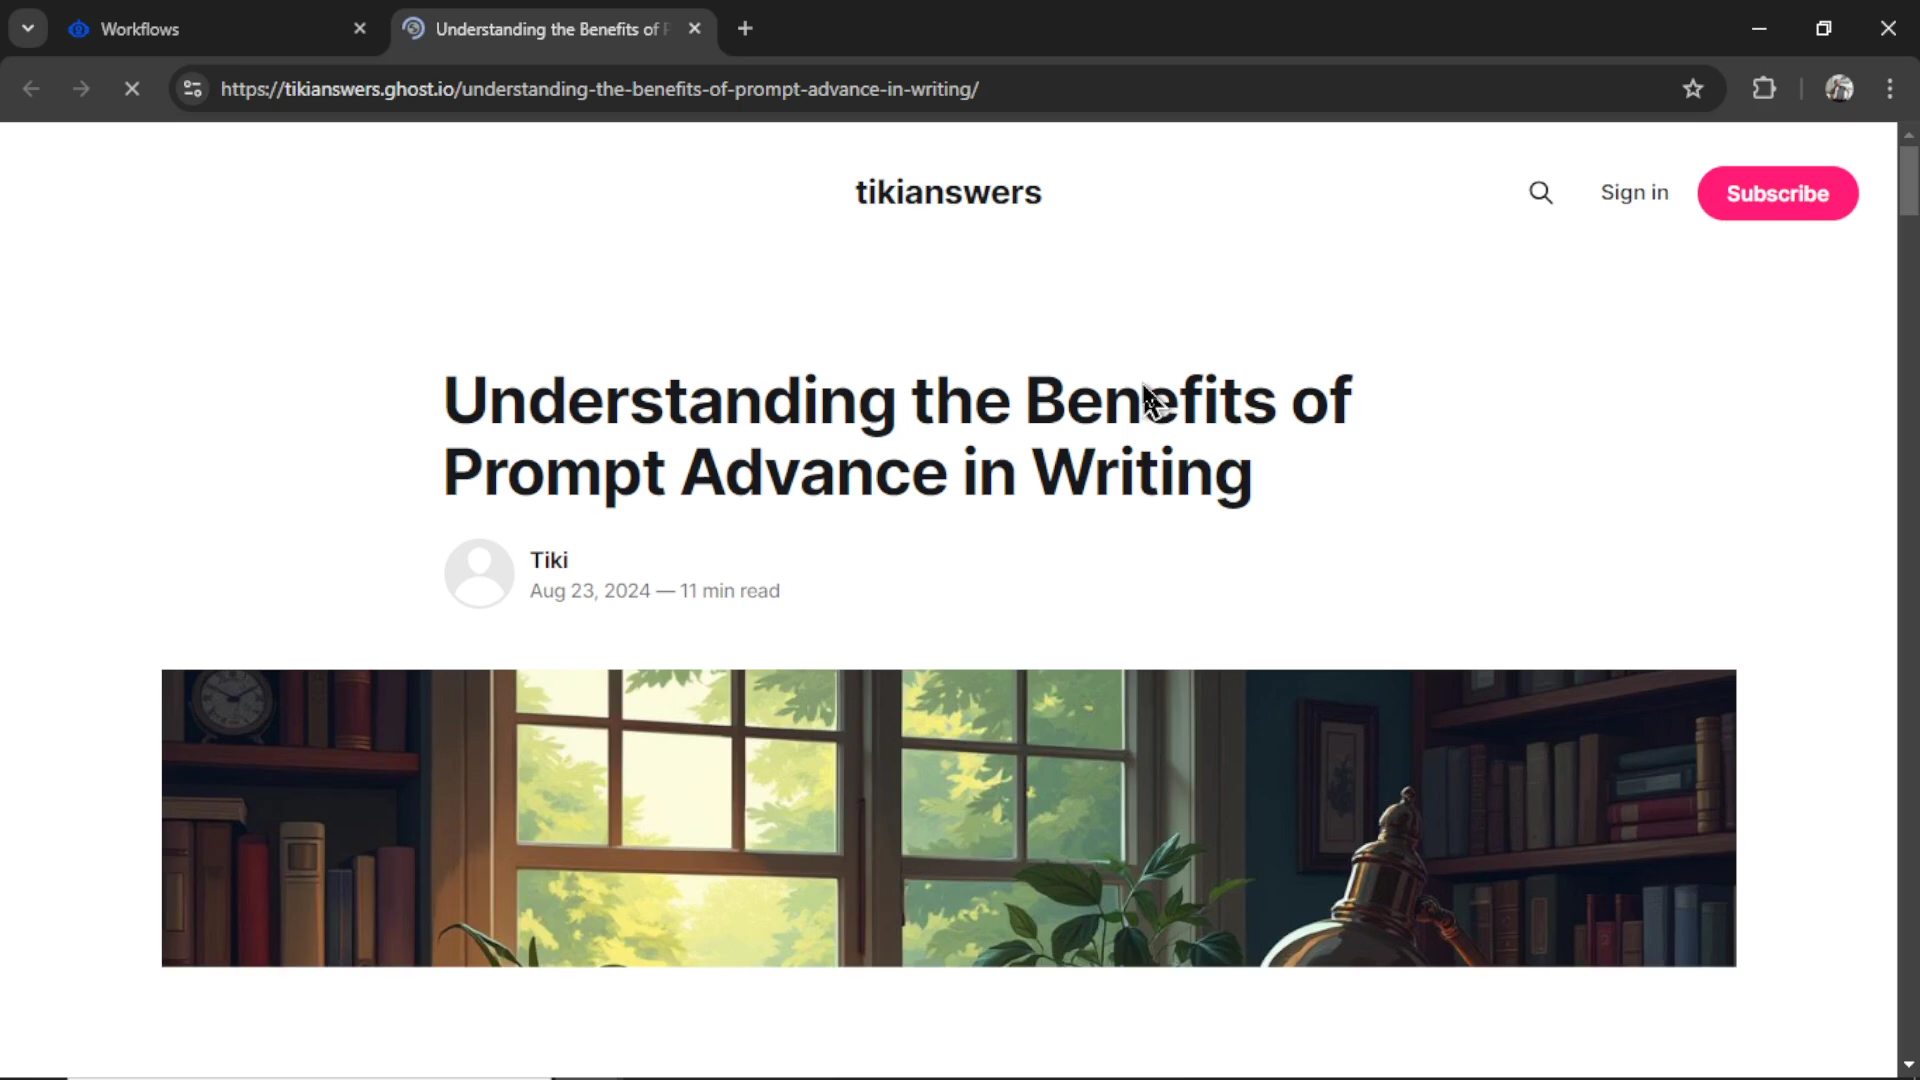 Workflows
Understanding the Benefits of
https://tikianswers.ghost.io/understanding-the-benefits-of-prompt-advance-in-writing/
tikianswers
Sign in
Subscribe
Understanding the Benefits of
Prompt Advance in Writing
Tiki
Aug 23, 2024 — 11 min read